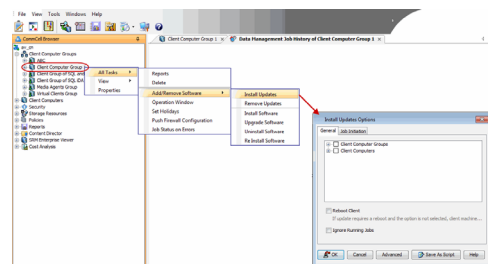 File View Tools Windows Help
CommCell Browser
Client Computer Group 1 x
Data Management Job History of Client Computer Group 1 x
Client Computer Groups
ABC
Client Computer Group
Client Group of SQL and
Client Group of SQL iDA
Media Agents Group
Virtual Clients Group
Client Computers
Security
Storage Resources
Policies
Reports
Content Director
SRM Enterprise Viewer
Cost Analysis
All Tasks
View
Properties
Reports
Delete
Add/Remove Software
Operation Window
Set Holidays
Push Firewall Configuration
Job Status on Errors
Install Updates
Remove Updates
Install Software
Upgrade Software
Uninstall Software
Re Install Software
Install Updates Options
General Job Initiation
Client Computer Groups
Client Computers
Reboot Client
If update requires a reboot and the option is not selected, client machine...
Ignore Running Jobs
OK Cancel Advanced Save As Script Help